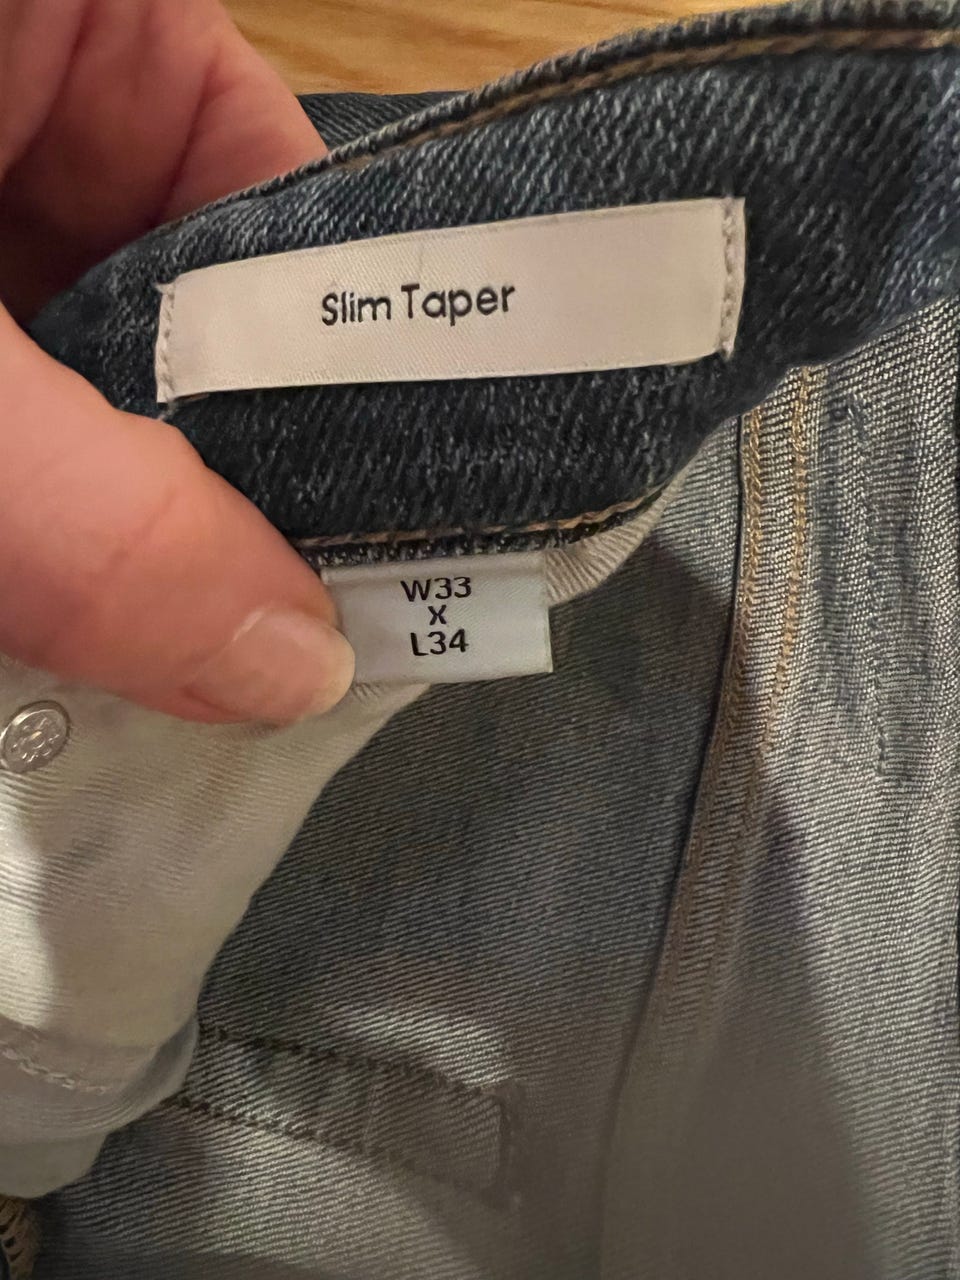 Slim Taper
W33
X
L34